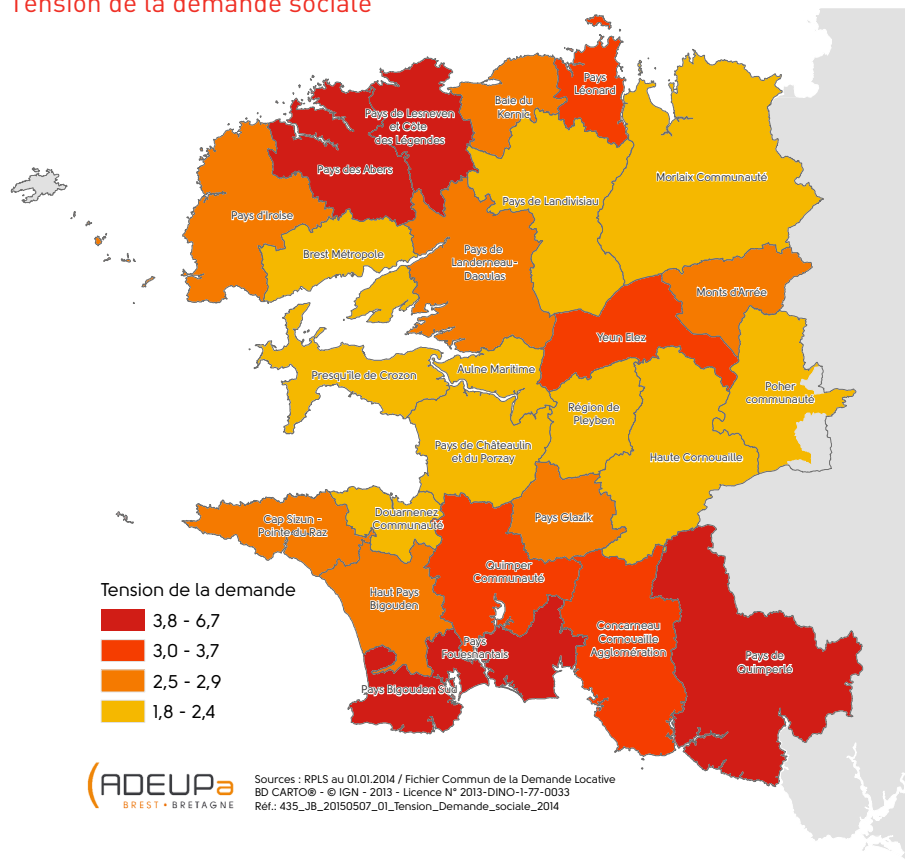 Tension de la demande sociale
Pays
Léonard
Baie du
Kernic
Pays de Lesneven
et Côte
des Légendes
Pays des Abers
Morlaix Communauté
Pays de Landivisiau
Pays d'Iroise
Brest Métropole
Pays de
Landerneau-
Daoulas
Monts d'Arrée
Yeun Elez
Presqu'île de Crozon
Aulne Maritime
Poher
communauté
Région de
Pleyben
Pays de Châteaulin
et du Porzay
Haute Cornouaille
Cap Sizun -
Pointe du Raz
Douarnenez
Communauté
Pays Glazik
Quimper
Communauté
Haut Pays
Bigouden
Concarneau
Cornouaille
Agglomération
Pays
Fouesnantais
Pays de
Quimperlé
Pays Bigouden Sud
Tension de la demande
3,8 - 6,7
3,0 - 3,7
2,5 - 2,9
1,8 - 2,4
ADEUPa
BREST • BRETAGNE
Sources : RPLS au 01.01.2014 / Fichier Commun de la Demande Locative
BD CARTO® - © IGN - 2013 - Licence N° 2013-DINO-1-77-0033
Réf.: 435_JB_20150507_01_Tension_Demande_sociale_2014